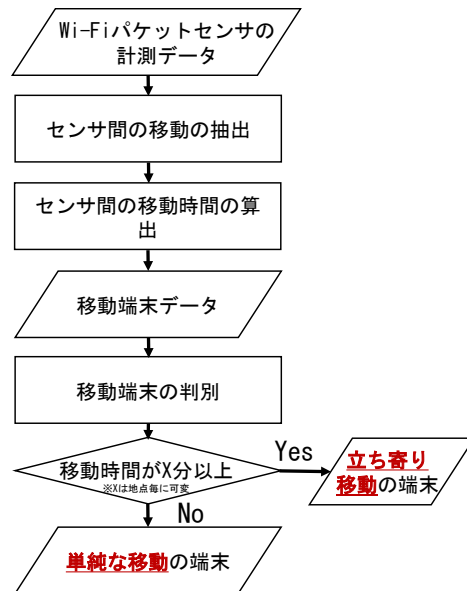 Wi-Fiパケットセンサの
計測データ
センサ間の移動の抽出
センサ間の移動時間の算
出
移動端末データ
移動端末の判別
移動時間がX分以上
※Xは地点毎に可変
Yes
立ち寄り
移動の端末
No
単純な移動の端末